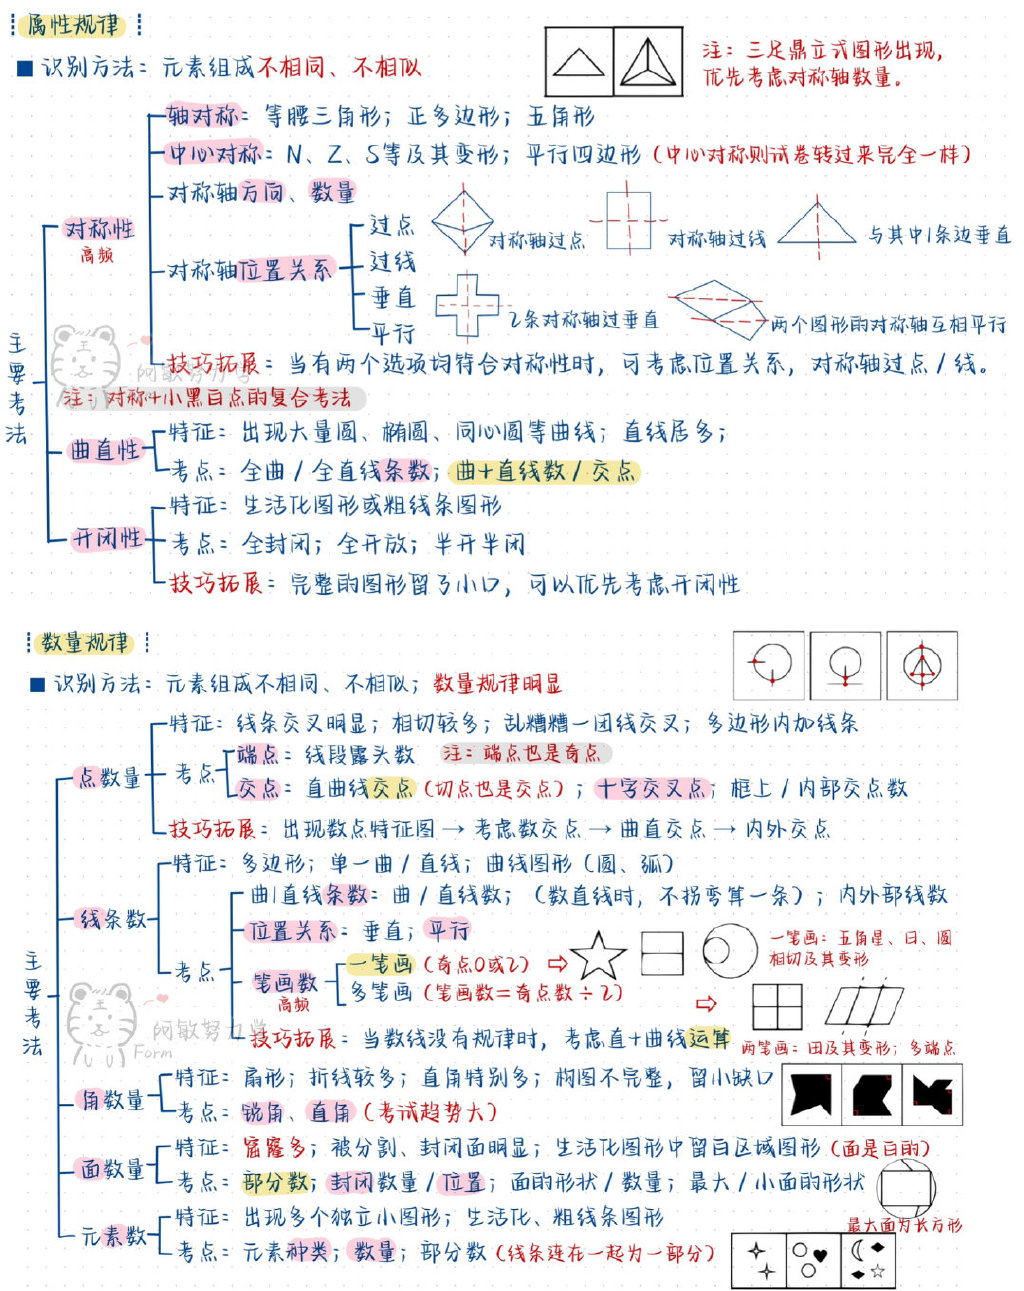 属性规律
■ 识别方法：元素组成不相同、不相似
注：三足鼎立式图形出现，
优先考虑对称轴数量。
轴对称：等腰三角形；正多边形；五角形
中心对称：N、Z、S等及其变形；平行四边形（中心对称则试卷转过来完全一样）
对称轴方向、数量
对称性
高频
对称轴位置关系
过点
过线
垂直
平行
对称轴过点
对称轴过线
与其中1条边垂直
2条对称轴过垂直
两个图形的对称轴互相平行
主要考法
技巧拓展：当有两个选项均符合对称性时，可考虑位置关系，对称轴过点/线。
阿敏努力学
注：对称+小黑白点的复合考法
曲直性
特征：出现大量圆、椭圆、同心圆等曲线；直线居多；
考点：全曲/全直线条数；曲+直线数/交点
开闭性
特征：生活化图形或粗线条图形
考点：全封闭；全开放；半开半闭
技巧拓展：完整的图形留了小口，可以优先考虑开闭性
数量规律
■ 识别方法：元素组成不相同、不相似；数量规律明显
点数量
特征：线条交叉明显；相切较多；乱糟糟一团线交叉；多边形内加线条
考点
端点：线段露头数 注：端点也是奇点
交点：直曲线交点（切点也是交点）；十字交叉点；框上/内部交点数
技巧拓展：出现数点特征图→考虑数交点→曲直交点→内外交点
线条数
特征：多边形；单一曲/直线；曲线图形（圆、弧）
考点
曲|直线条数：曲/直线数；（数直线时，不拐弯算一条）；内外部线数
位置关系：垂直；平行
笔画数
高频
一笔画（奇点0或2）
多笔画（笔画数=奇点数÷2）
一笔画：五角星、日、圆
相切及其变形
两笔画：田及其变形；多端点
主要考法
阿敏努力学
Form
技巧拓展：当数线没有规律时，考虑直+曲线运算
角数量
特征：扇形；折线较多；直角特别多；构图不完整，留小缺口
考点：锐角、直角（考试趋势大）
面数量
特征：窟窿多；被分割、封闭面明显；生活化图形中留白区域图形（面是白的）
考点：部分数；封闭数量/位置；面的形状/数量；最大/小面的形状
最大面为长方形
元素数
特征：出现多个独立小图形；生活化、粗线条图形
考点：元素种类；数量；部分数（线条连在一起为一部分）